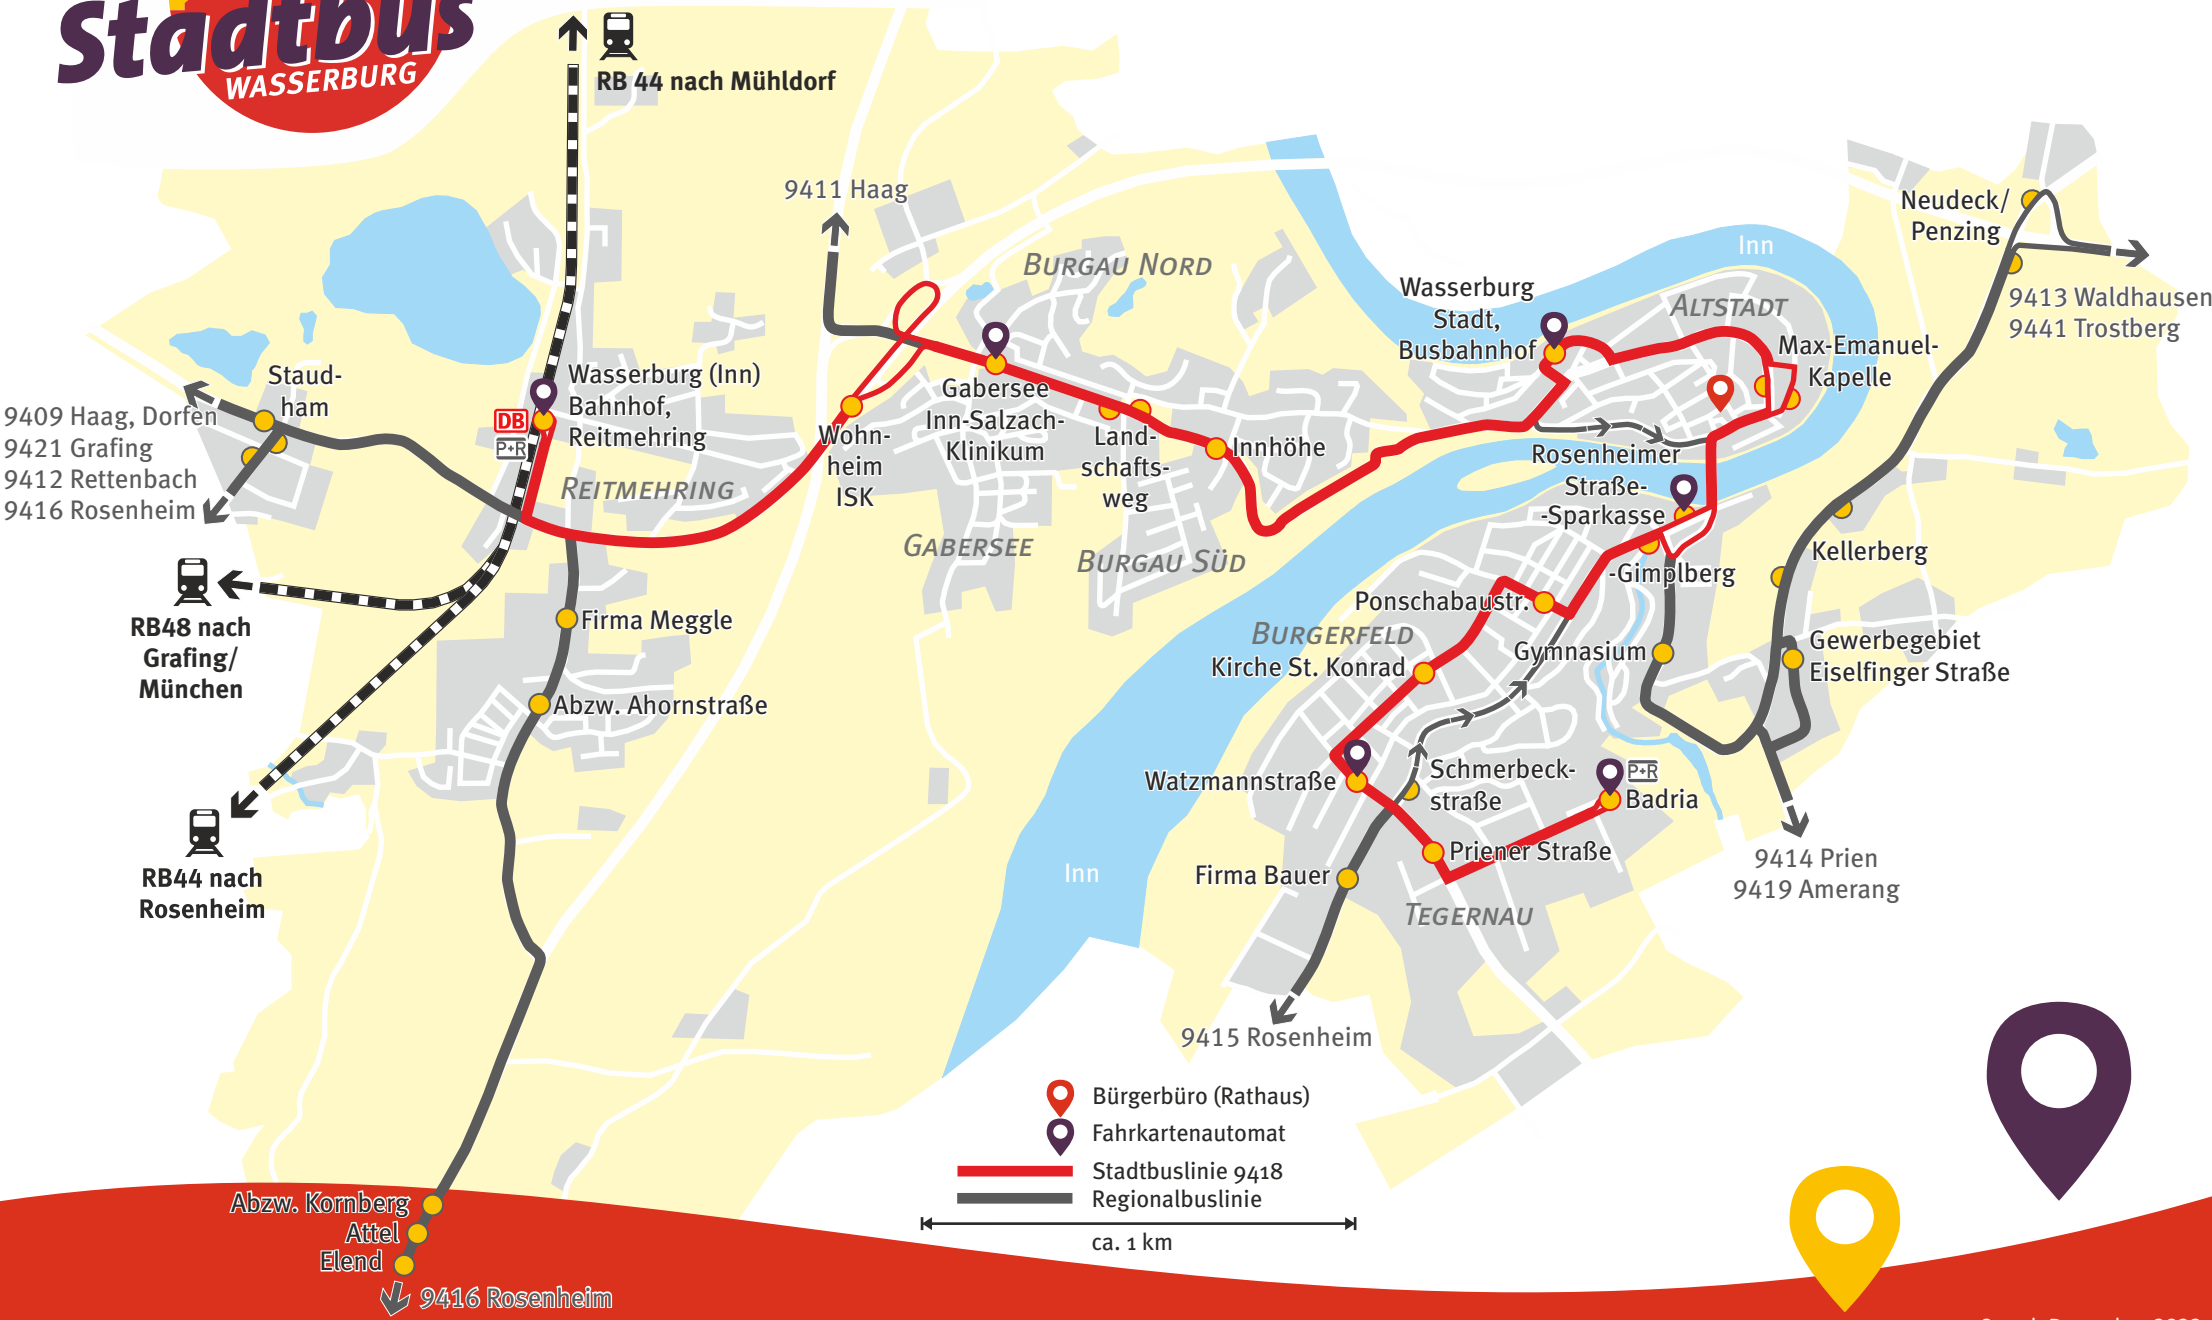 Stadtbus
WASSERBURG
RB 44 nach Mühldorf
9411 Haag
BURGAU NORD
Inn
ALTSTADT
Neudeck/
Penzing
9413 Waldhausen
9441 Trostberg
Wasserburg
Stadt,
Busbahnhof
Max-Emanuel-
Kapelle
Staud-
ham
9409 Haag, Dorfen
9421 Grafing
9412 Rettenbach
9416 Rosenheim
Wasserburg (Inn)
Bahnhof,
Reitmehring
DB
P+R
REITMEHRING
Wohn-
heim
ISK
Gabersee
Inn-Salzach-
Klinikum
Land-
schafts-
weg
Innhöhe
GABERSEE
BURGAU SÜD
Rosenheimer
Straße-
-Sparkasse
-Gimplberg
Kellerberg
RB48 nach
Grafing/
München
Firma Meggle
Abzw. Ahornstraße
Ponschabaustr.
BURGERFELD
Kirche St. Konrad
Gymnasium
Gewerbegebiet
Eiselfinger Straße
Watzmannstraße
Schmerbeck-
straße
P+R
Badria
Priener Straße
Firma Bauer
TEGERNAU
Inn
RB44 nach
Rosenheim
9414 Prien
9419 Amerang
9415 Rosenheim
Bürgerbüro (Rathaus)
Fahrkartenautomat
Stadtbuslinie 9418
Regionalbuslinie
ca. 1 km
Abzw. Kornberg
Attel
Elend
9416 Rosenheim